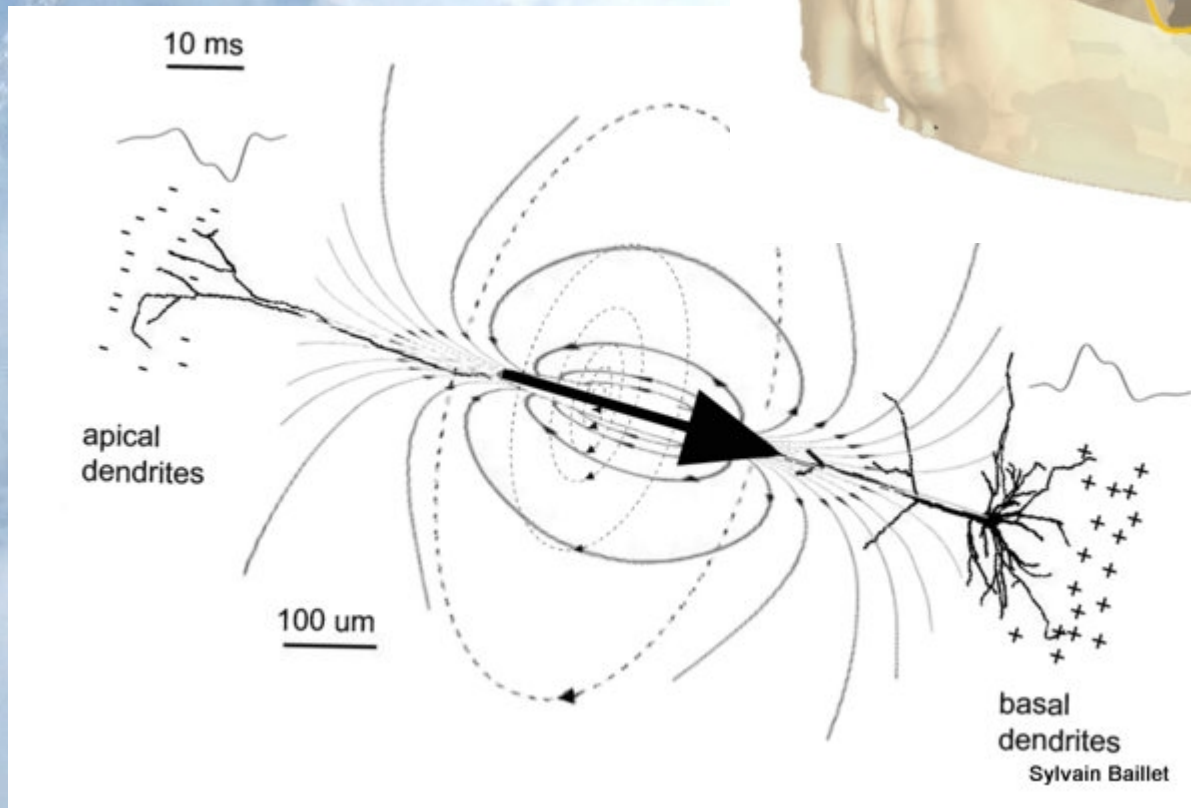 10 ms
apical
dendrites
100 um
basal
dendrites
Sylvain Baillet